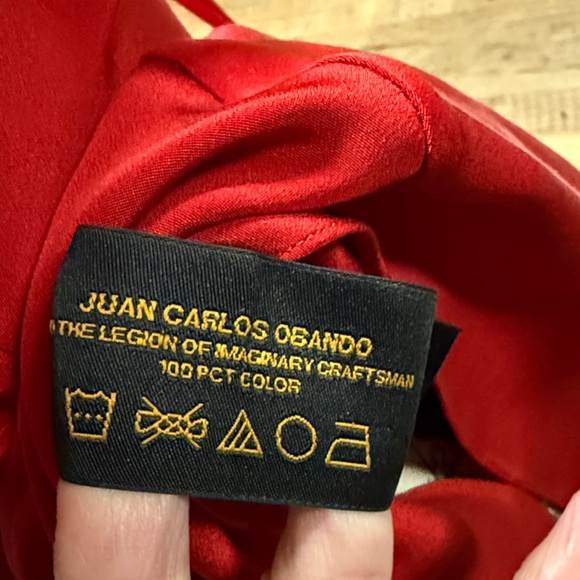 JUAN CARLOS OBANDO
THE LEGION OF IMAGINARY CRAFTSMAN
100 PCT COLOR